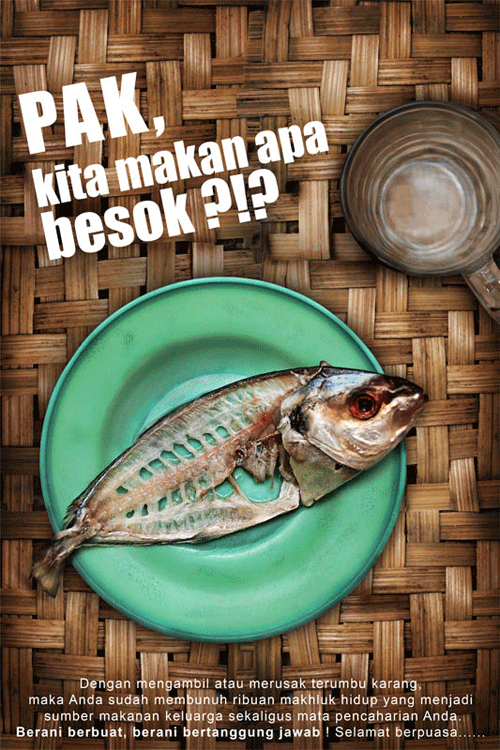 PAK,
kita makan apa
besok ?!?
Dengan mengambil atau merusak terumbu karang,
maka Anda sudah membunuh ribuan makhluk hidup yang menjadi
sumber makanan keluarga sekaligus mata pencaharian Anda.
Berani berbuat, berani bertanggung jawab ! Selamat berpuasa......